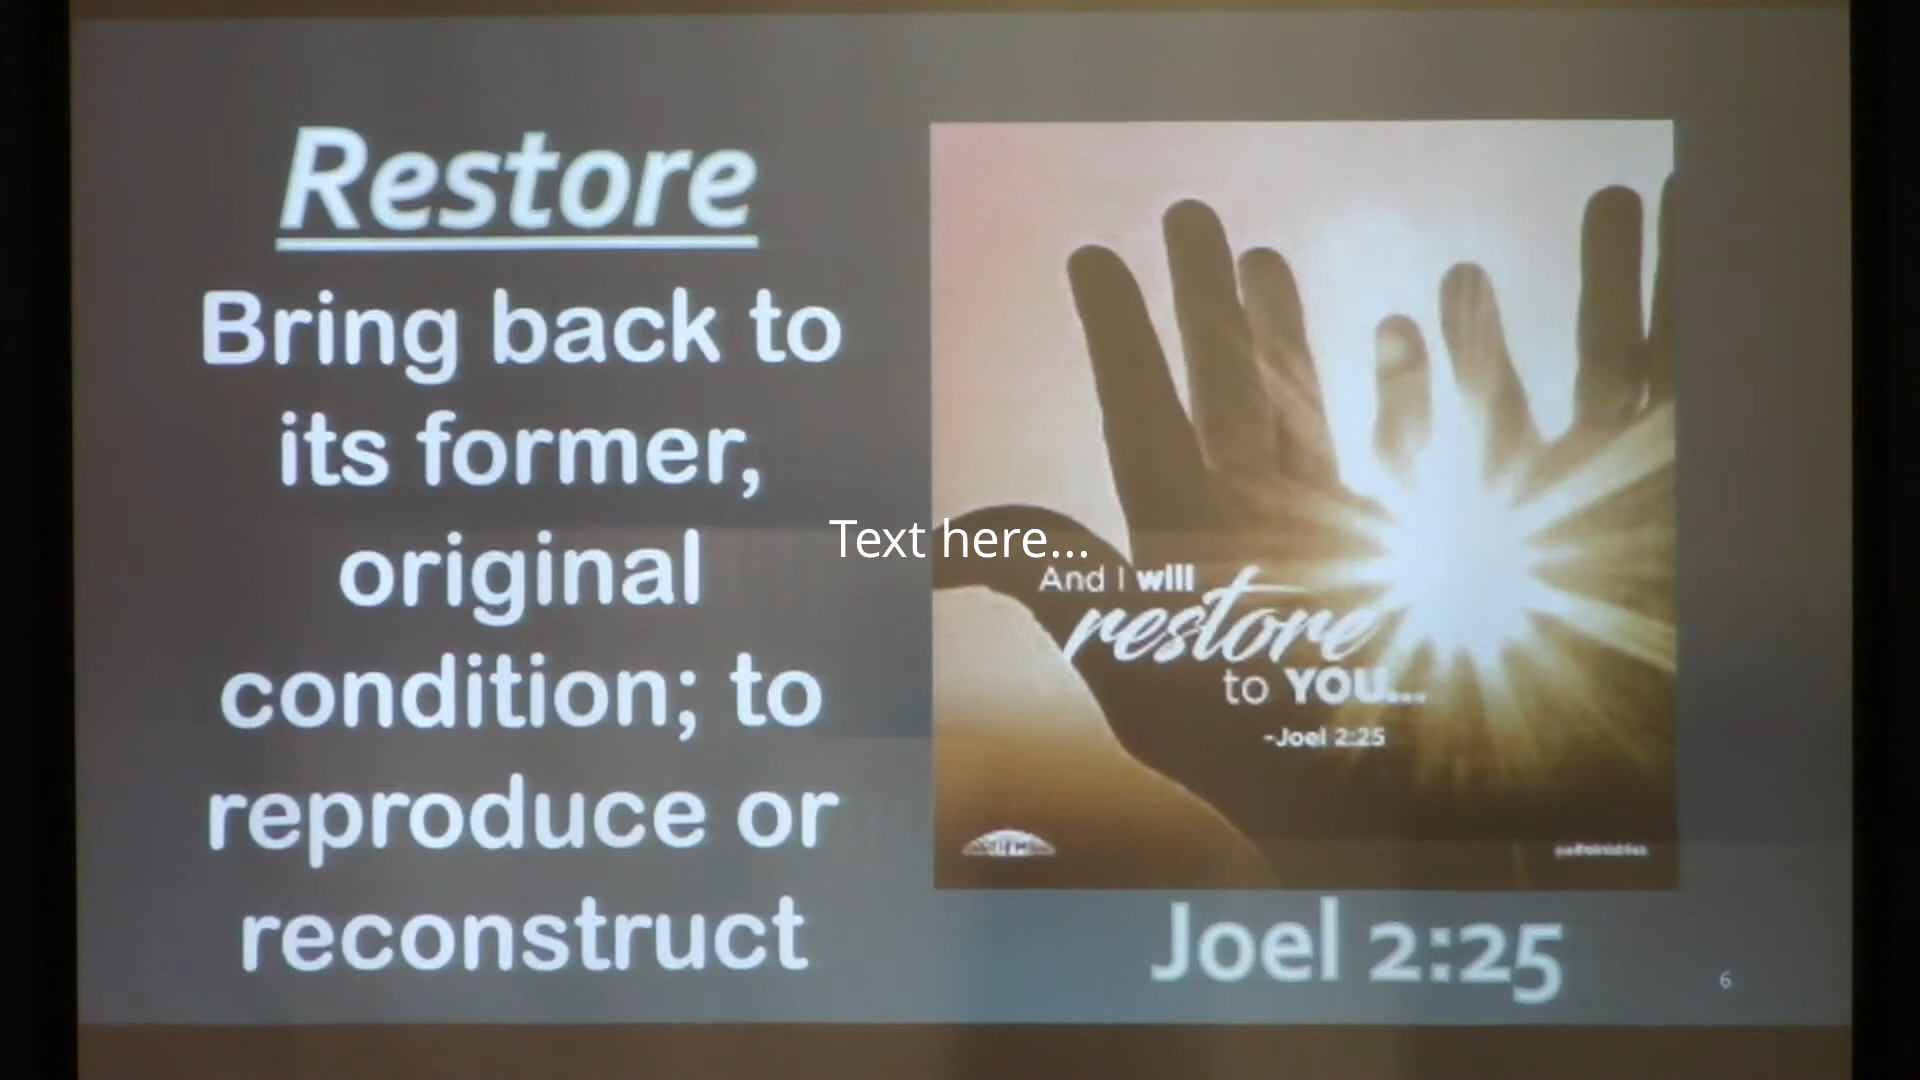 Restore
Bring back to
its former,
original
condition; to
reproduce or
reconstruct
Text here...
And I will
restore
to YOU...
-Joel 2:25
Joel 2:25
6